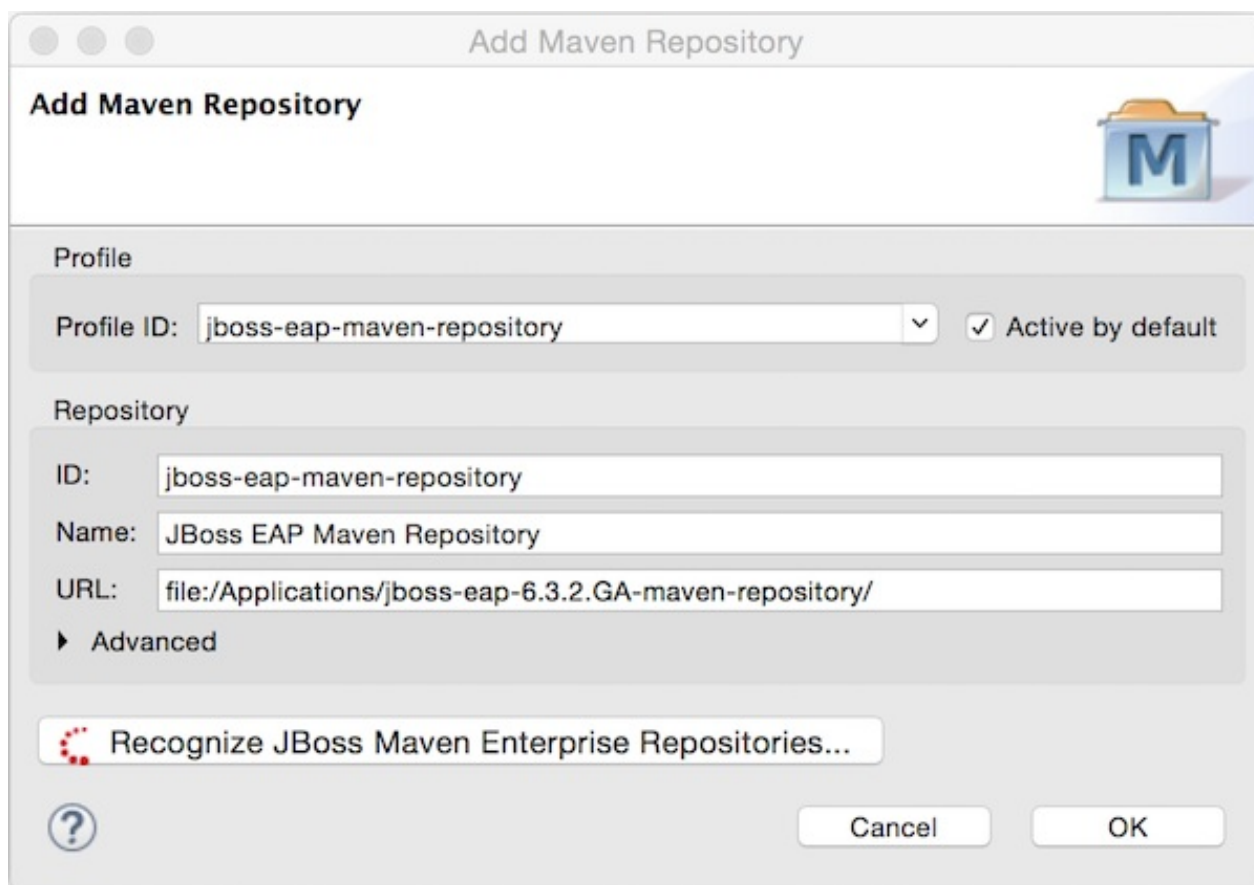 Add Maven Repository
Add Maven Repository
M
Profile
Profile ID: jboss-eap-maven-repository Active by default
Repository
ID: jboss-eap-maven-repository
Name: JBoss EAP Maven Repository
URL: file:/Applications/jboss-eap-6.3.2.GA-maven-repository/
Advanced
Recognize JBoss Maven Enterprise Repositories...
? Cancel OK